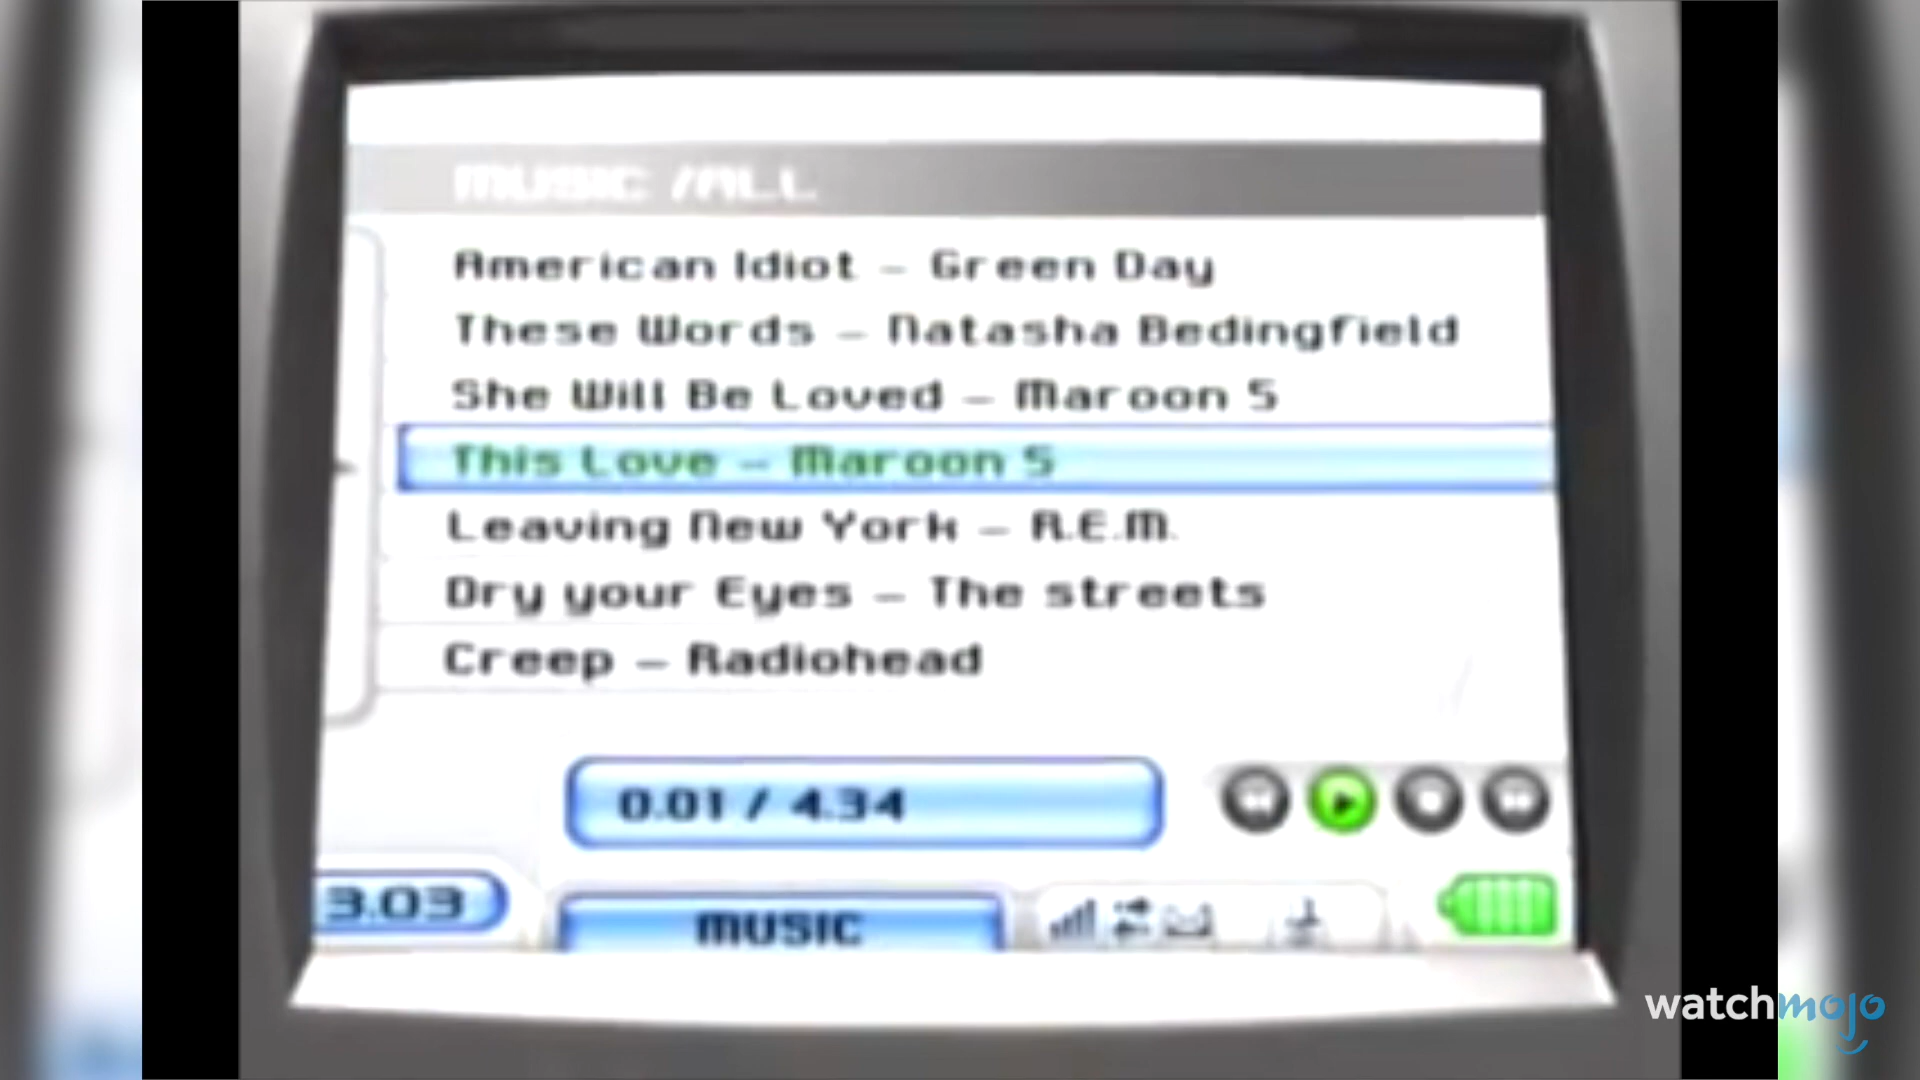 MUSIC /ALL
American Idiot – Green Day
These Words – Natasha Bedingfield
She Will Be Loved – Maroon 5
This Love – Maroon 5
Leaving New York – R.E.M.
Dry your Eyes – The streets
Creep – Radiohead
0.01 / 4.34
3.03
MUSIC
watchmojo